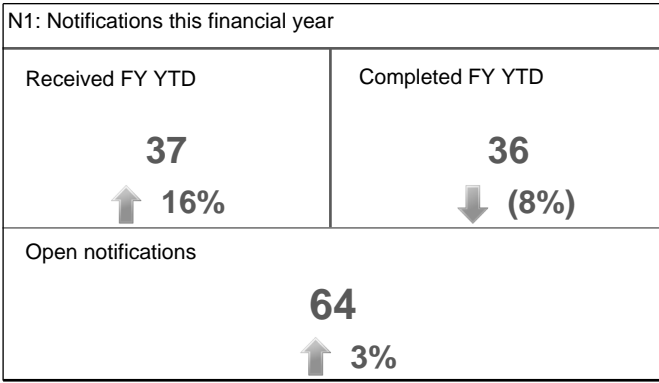 N1: Notifications this financial year
Received FY YTD
37
16%
Completed FY YTD
36
(8%)
Open notifications
64
3%